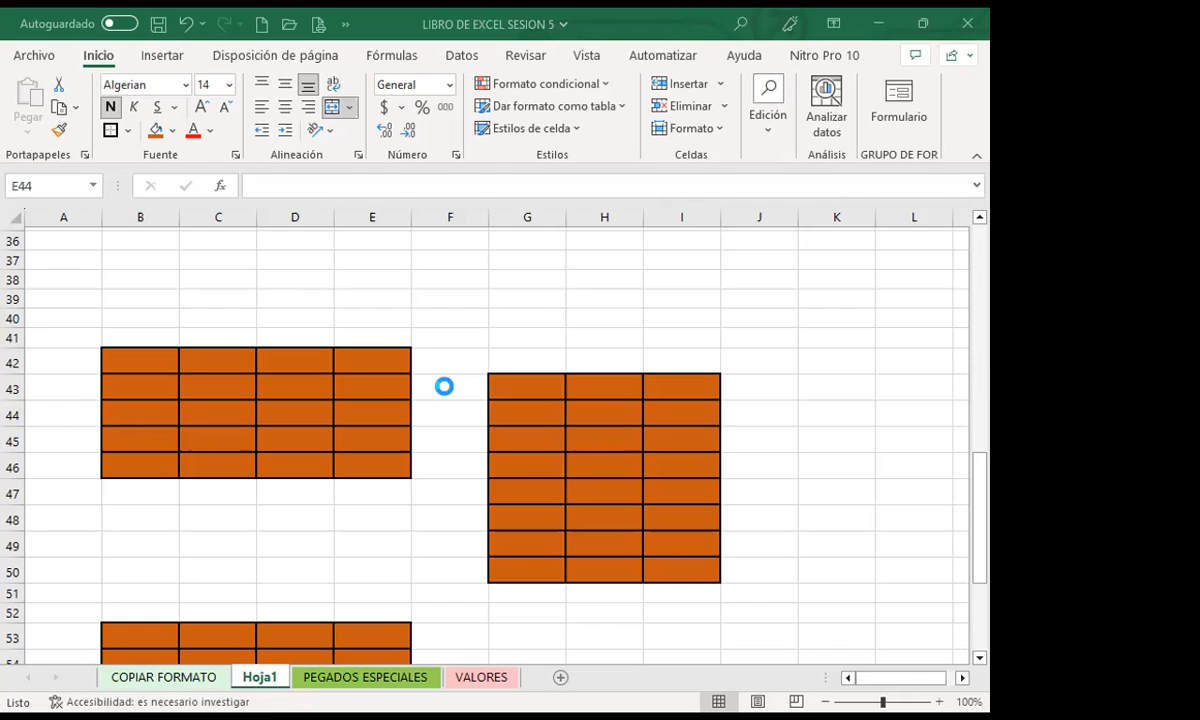 Autoguardado
LIBRO DE EXCEL SESION 5
Archivo Inicio Insertar Disposición de página Fórmulas Datos Revisar Vista Automatizar Ayuda Nitro Pro 10
Pegar
Portapapeles
Algerian 14
N K S A A
A
Fuente
ab
Alineación
General
$ % 000
Número
Formato condicional
Dar formato como tabla
Estilos de celda
Estilos
Insertar
Eliminar
Formato
Celdas
Edición
Analizar
datos
Análisis
Formulario
GRUPO DE FOR
E44 fx
A B C D E F G H I J K L
36
37
38
39
40
41
42
43
44
45
46
47
48
49
50
51
52
53
54
COPIAR FORMATO Hoja1 PEGADOS ESPECIALES VALORES
Listo Accesibilidad: es necesario investigar 100%